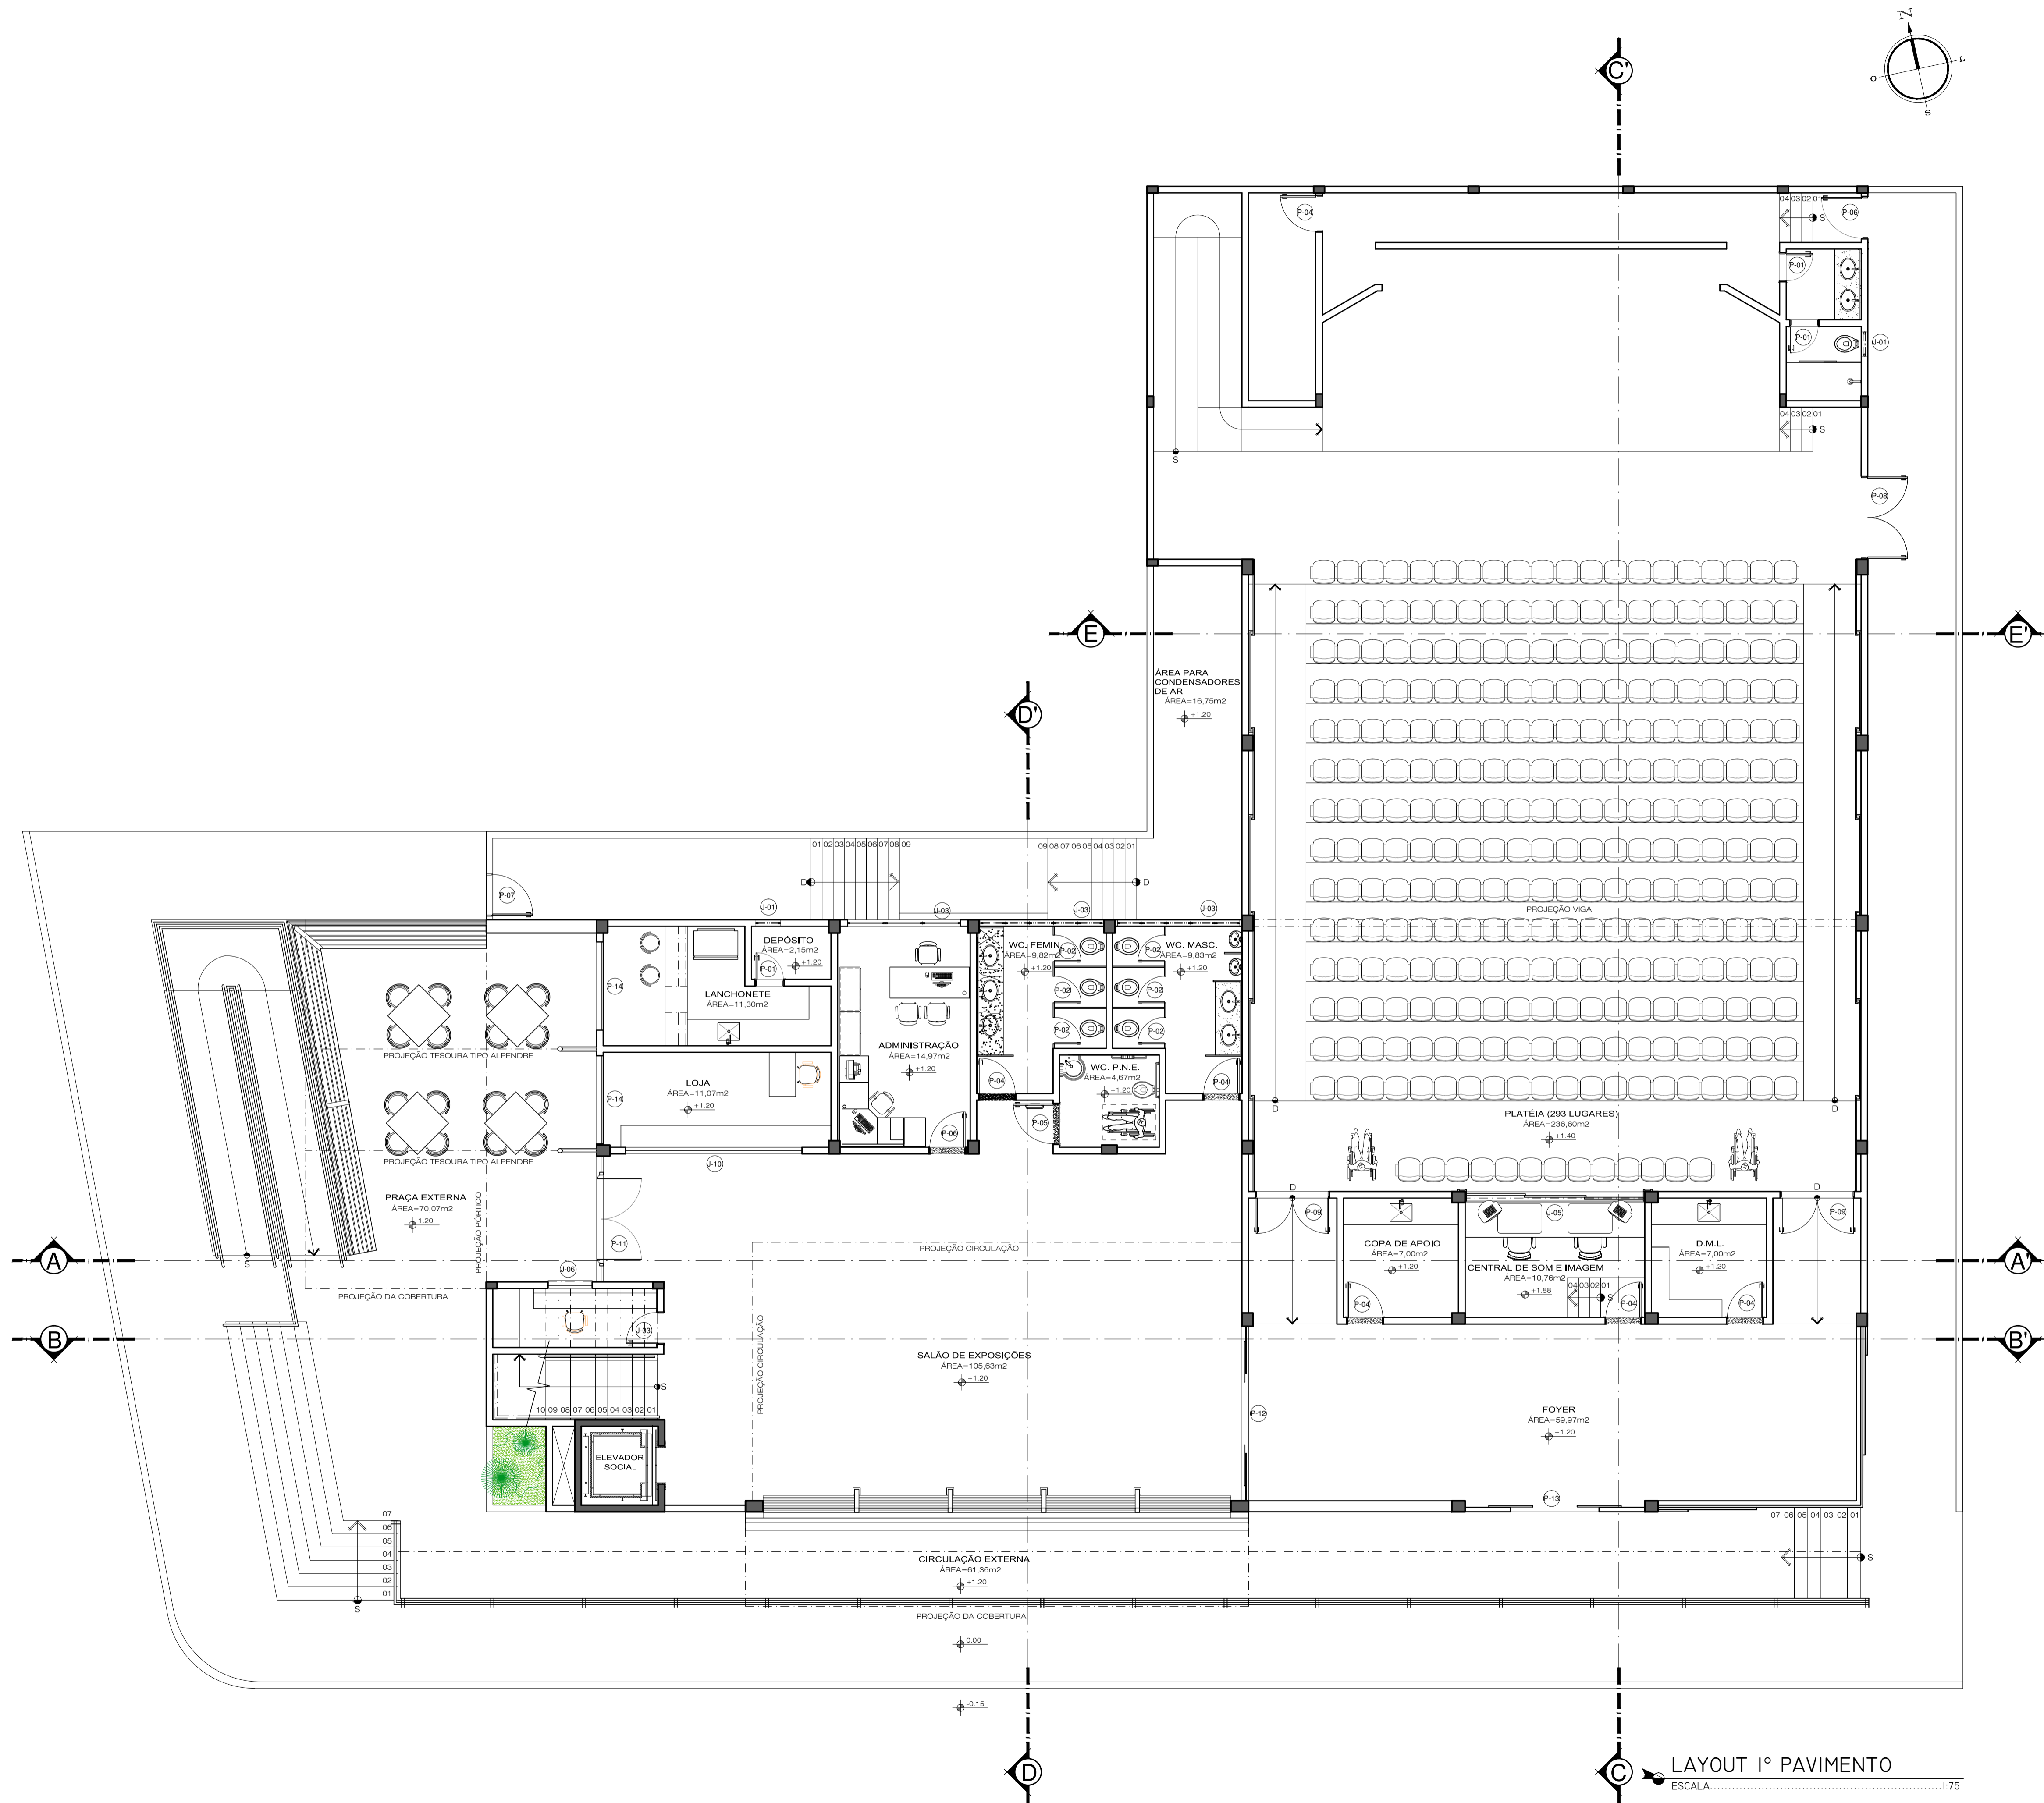 N
O
L
S
C'
P-04
04 03 02 01
S
P-06
P-01
P-01
J-01
04 03 02 01
S
S
P-08
E
E'
ÁREA PARA
CONDENSADORES
DE AR
ÁREA=16,75m2
+1.20
D'
PROJEÇÃO VIGA
01 02 03 04 05 06 07 08 09
D
09 08 07 06 05 04 03 02 01
D
P-07
J-01
J-03
J-03
J-03
DEPÓSITO
ÁREA=2,15m2
+1.20
P-01
P-14
LANCHONETE
ÁREA=11,30m2
WC. FEMIN.
ÁREA=9,82m2
+1.20
P-02
P-02
P-02
WC. MASC.
ÁREA=9,83m2
+1.20
P-02
P-02
P-02
ADMINISTRAÇÃO
ÁREA=14,97m2
+1.20
PROJEÇÃO TESOURA TIPO ALPENDRE
LOJA
ÁREA=11,07m2
+1.20
P-14
P-04
WC. P.N.E.
ÁREA=4,67m2
+1.20
P-04
P-05
P-06
J-10
PROJEÇÃO TESOURA TIPO ALPENDRE
D
D
PLATÉIA (293 LUGARES)
ÁREA=236,60m2
+1.40
PRAÇA EXTERNA
ÁREA=70,07m2
1.20
PROJEÇÃO PÓRTICO
P-11
S
D
P-09
D
P-09
COPA DE APOIO
ÁREA=7,00m2
+1.20
P-04
J-05
CENTRAL DE SOM E IMAGEM
ÁREA=10,76m2
+1.88
04 03 02 01
S
P-04
D.M.L.
ÁREA=7,00m2
+1.20
P-04
A
A'
PROJEÇÃO CIRCULAÇÃO
PROJEÇÃO DA COBERTURA
J-06
J-03
B
B'
PROJEÇÃO CIRCULAÇÃO
SALÃO DE EXPOSIÇÕES
ÁREA=105,63m2
+1.20
S
10 09 08 07 06 05 04 03 02 01
P-12
FOYER
ÁREA=59,97m2
+1.20
ELEVADOR
SOCIAL
P-13
07
06
05
04
03
02
01
S
07 06 05 04 03 02 01
S
CIRCULAÇÃO EXTERNA
ÁREA=61,36m2
+1.20
PROJEÇÃO DA COBERTURA
0.00
-0.15
D
C
LAYOUT 1º PAVIMENTO
ESCALA..........................................................1:75